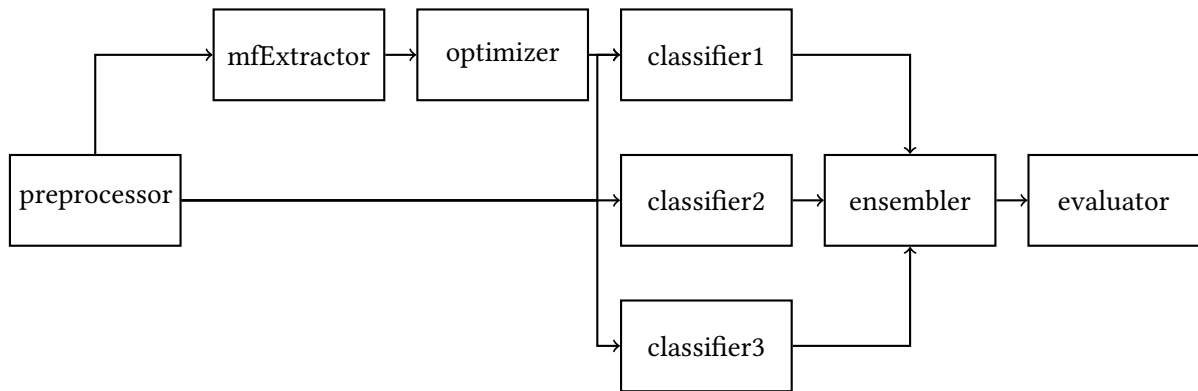 mfExtractor
optimizer
classifier1
preprocessor
classifier2
ensembler
evaluator
classifier3